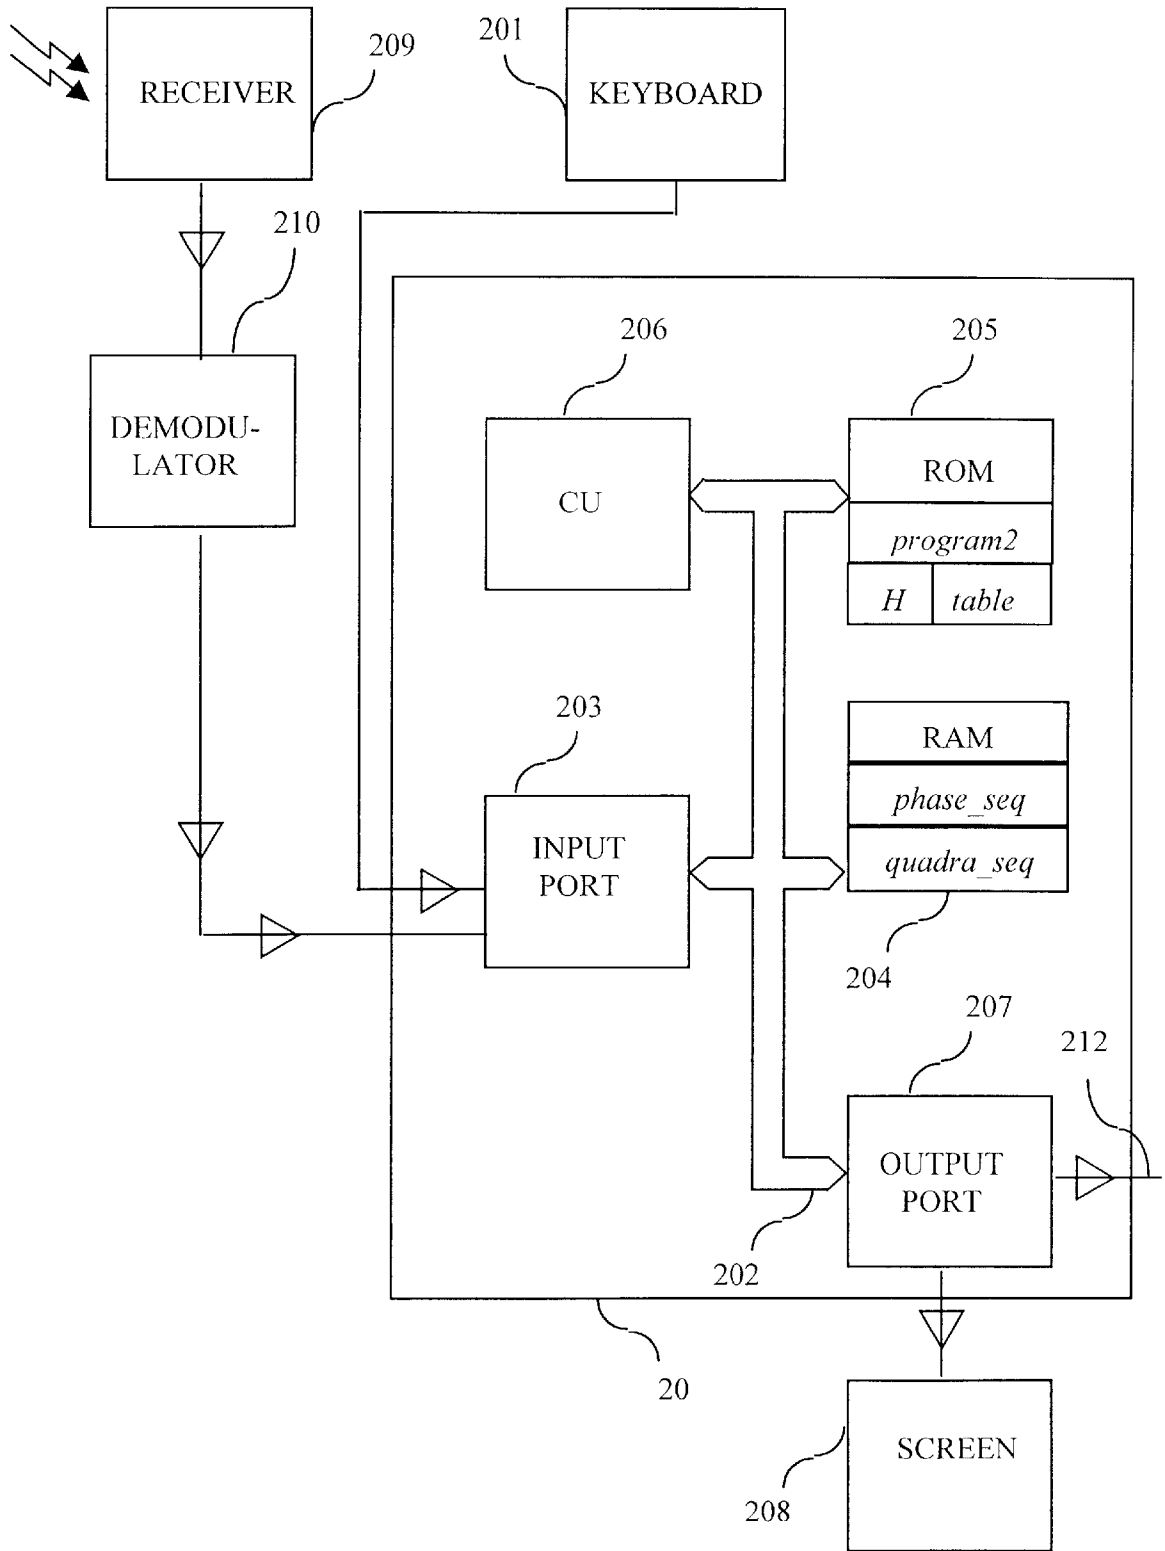 209
201
RECEIVER
KEYBOARD
210
206
205
DEMODU-
LATOR
CU
ROM
program2
H
table
203
INPUT
PORT
RAM
phase_seq
quadra_seq
204
207
212
OUTPUT
PORT
202
20
SCREEN
208